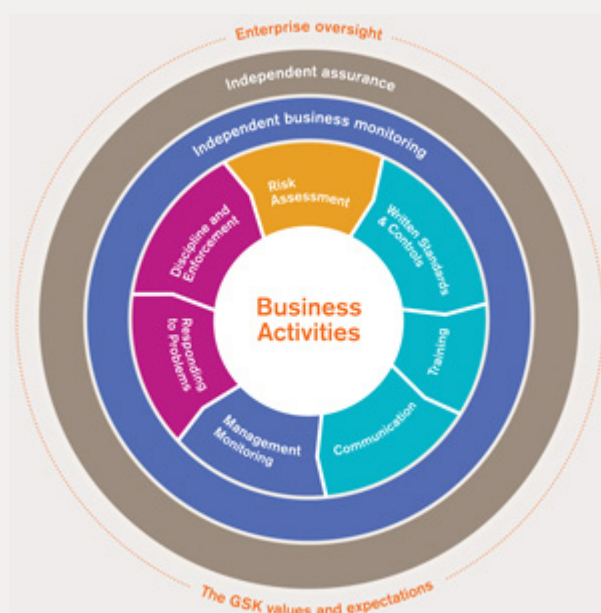 Enterprise oversight
Independent assurance
Independent business monitoring
Risk
Assessment
Written Standards
& Controls
Training
Communication
Management
Monitoring
Responding
to Problems
Discipline and
Enforcement
Business
Activities
The GSK values and expectations